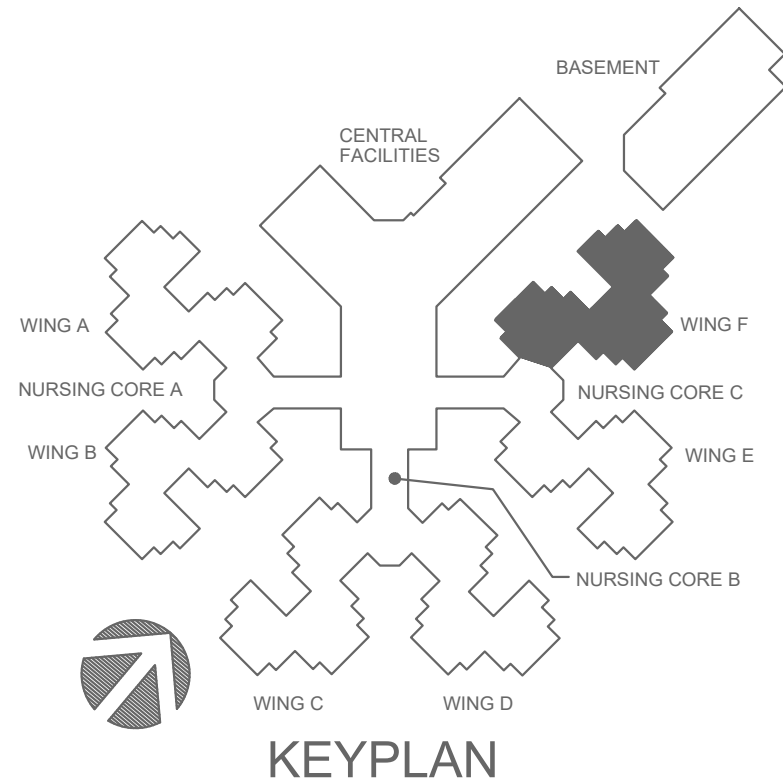 BASEMENT
CENTRAL
FACILITIES
WING A
WING F
NURSING CORE A
NURSING CORE C
WING B
WING E
NURSING CORE B
WING C
WING D
KEYPLAN